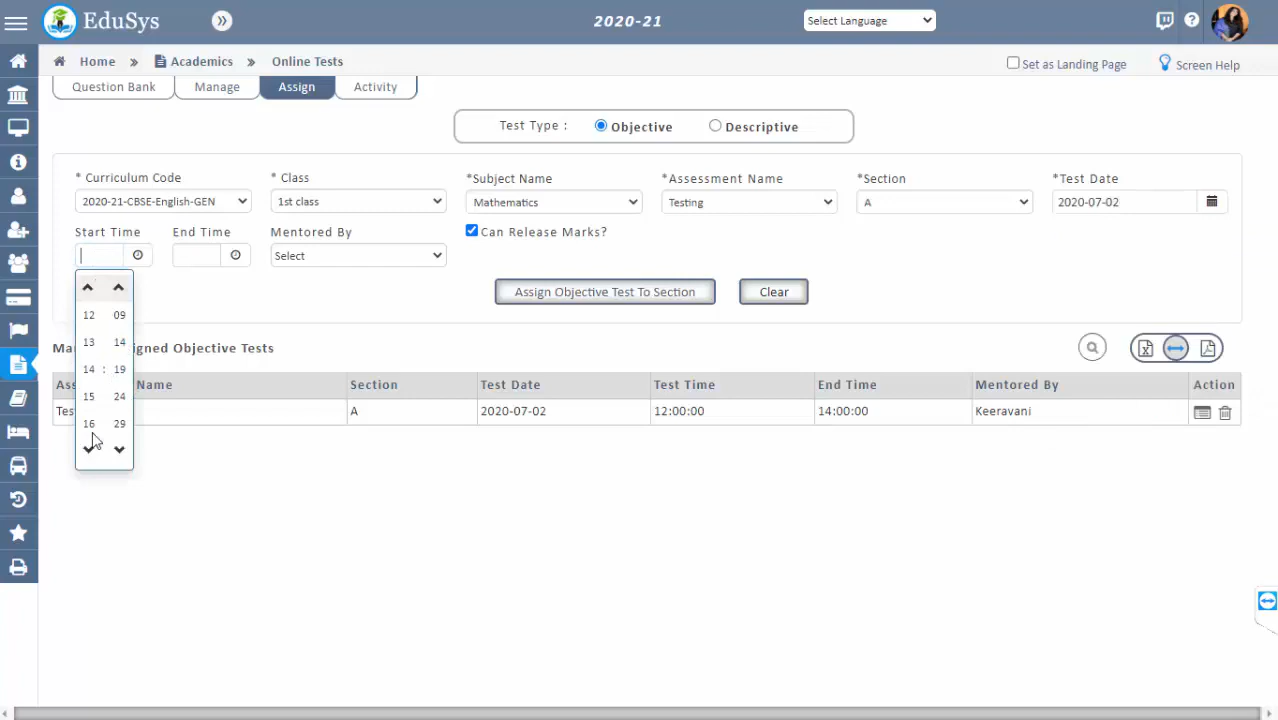 EduSys
2020-21
Select Language
Home » Academics » Online Tests
Set as Landing Page
Screen Help
Question Bank
Manage
Assign
Activity
Test Type :
Objective
Descriptive
* Curriculum Code
* Class
*Subject Name
*Assessment Name
*Section
*Test Date
2020-21-CBSE-English-GEN
1st class
Mathematics
Testing
A
2020-07-02
Start Time
End Time
Mentored By
Can Release Marks?
Select
12 09
13 14
14 : 19
15 24
16 29
Assign Objective Test To Section
Clear
igned Objective Tests
Name
Section
Test Date
Test Time
End Time
Mentored By
Action
A
2020-07-02
12:00:00
14:00:00
Keeravani